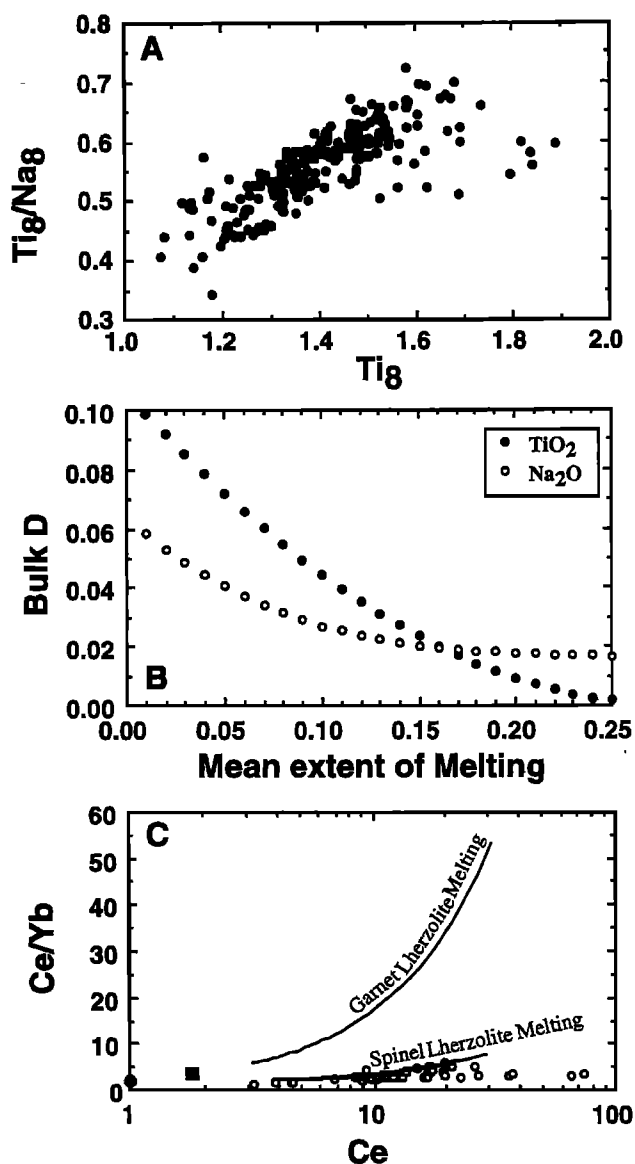 A
Ti8/Na8
0.8
0.7
0.6
0.5
0.4
0.3
1.0 1.2 1.4 1.6 1.8 2.0
Ti8
TiO2
Na2O
Bulk D
0.10
0.08
0.06
0.04
0.02
0.00
B
0.00 0.05 0.10 0.15 0.20 0.25
Mean extent of Melting
C
Ce/Yb
60
50
40
30
20
10
0
Garnet Lherzolite Melting
Spinel Lherzolite Melting
1 10 100
Ce